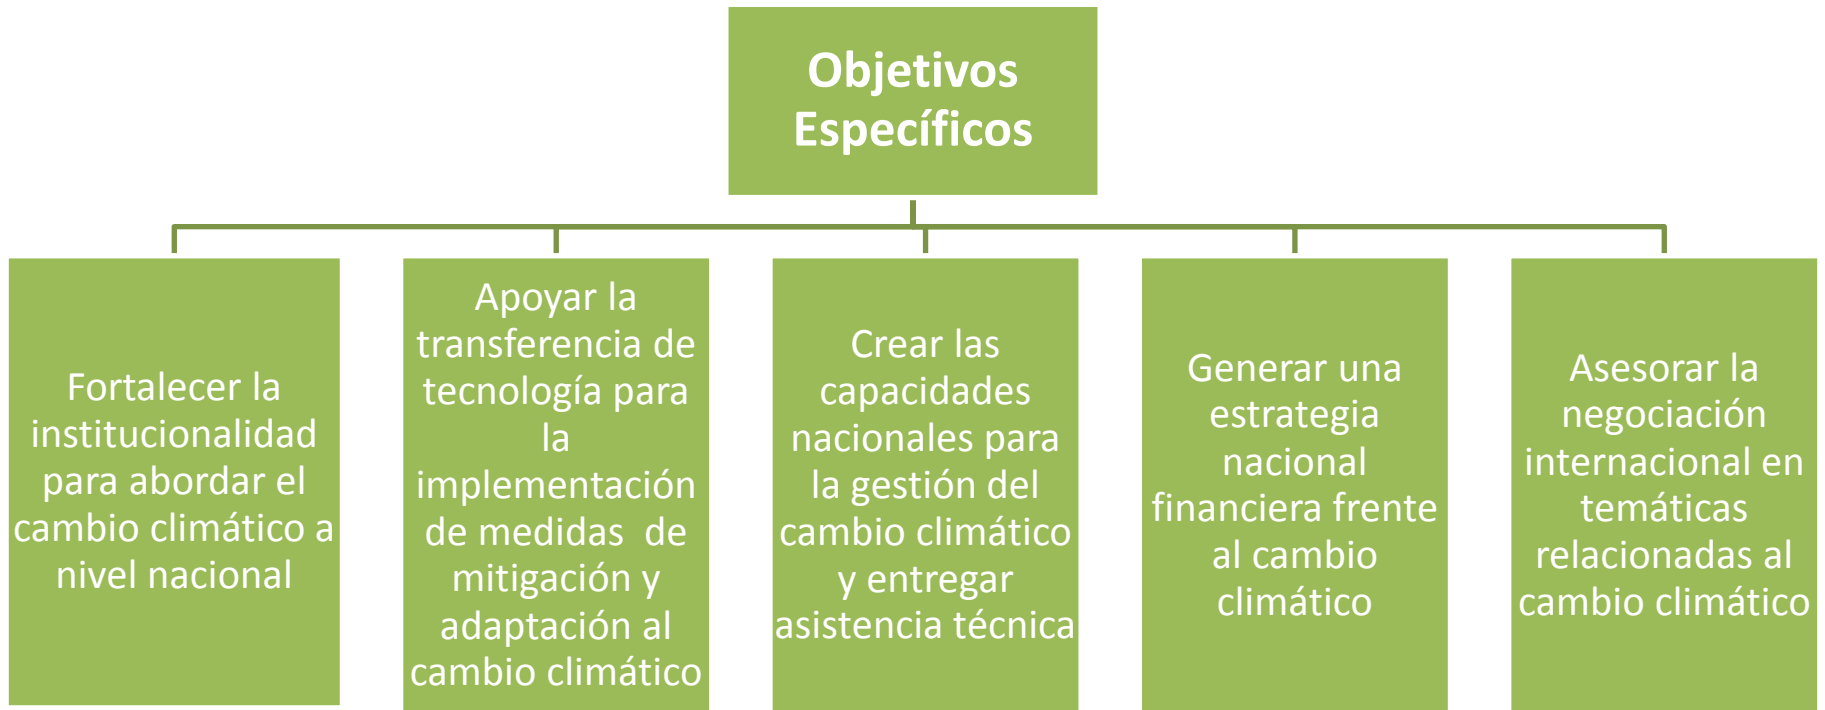 Objetivos
Específicos
Fortalecer la
institucionalidad
para abordar el
cambio climático a
nivel nacional
Apoyar la
transferencia de
tecnología para
la
implementación
de medidas  de
mitigación y
adaptación al
cambio climático
Crear las
capacidades
nacionales para
la gestión del
cambio climático
y entregar
asistencia técnica
Generar una
estrategia
nacional
financiera frente
al cambio
climático
Asesorar la
negociación
internacional en
temáticas
relacionadas al
cambio climático